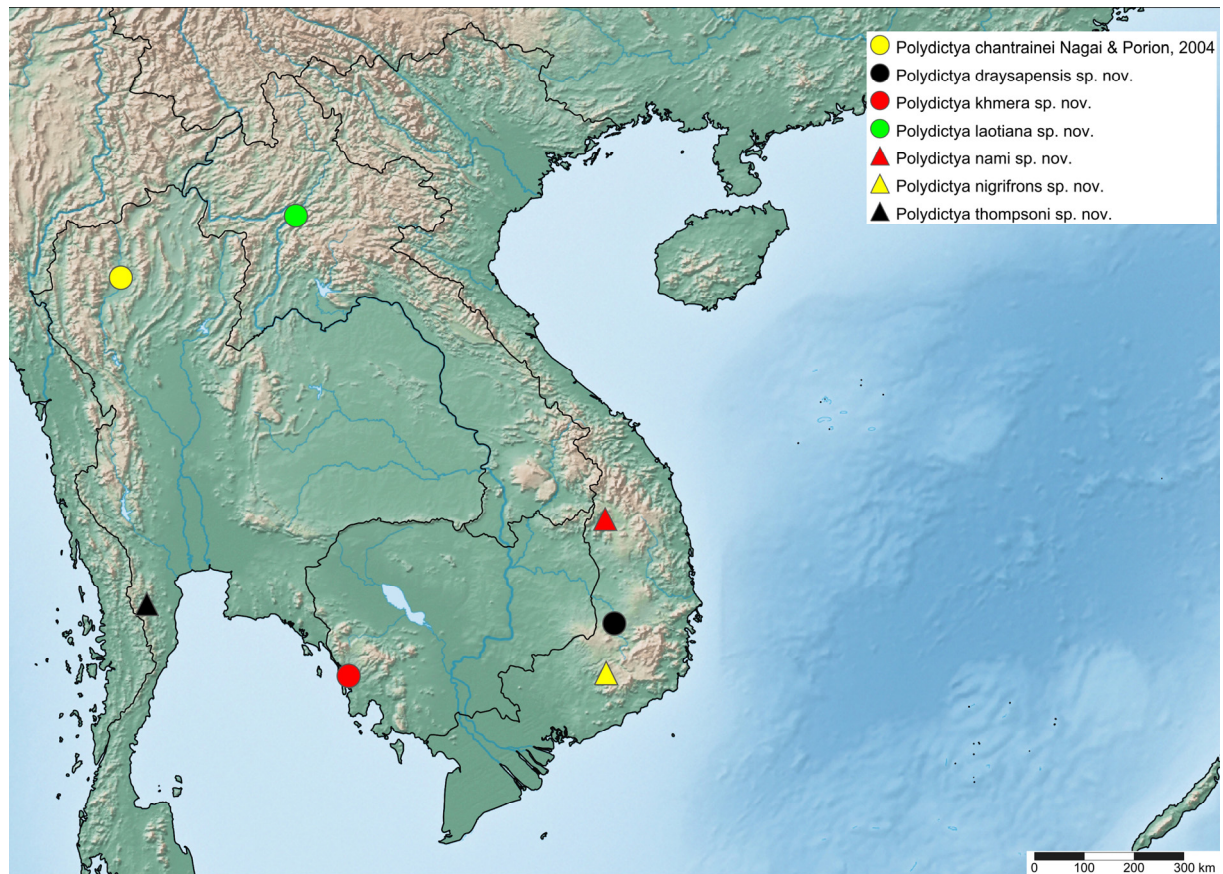 Polydictya chantrainei Nagai & Porion, 2004
Polydictya draysapensis sp. nov.
Polydictya khmera sp. nov.
Polydictya laotiana sp. nov.
Polydictya nami sp. nov.
Polydictya nigrifrons sp. nov.
Polydictya thompsoni sp. nov.
0 100 200 300 km